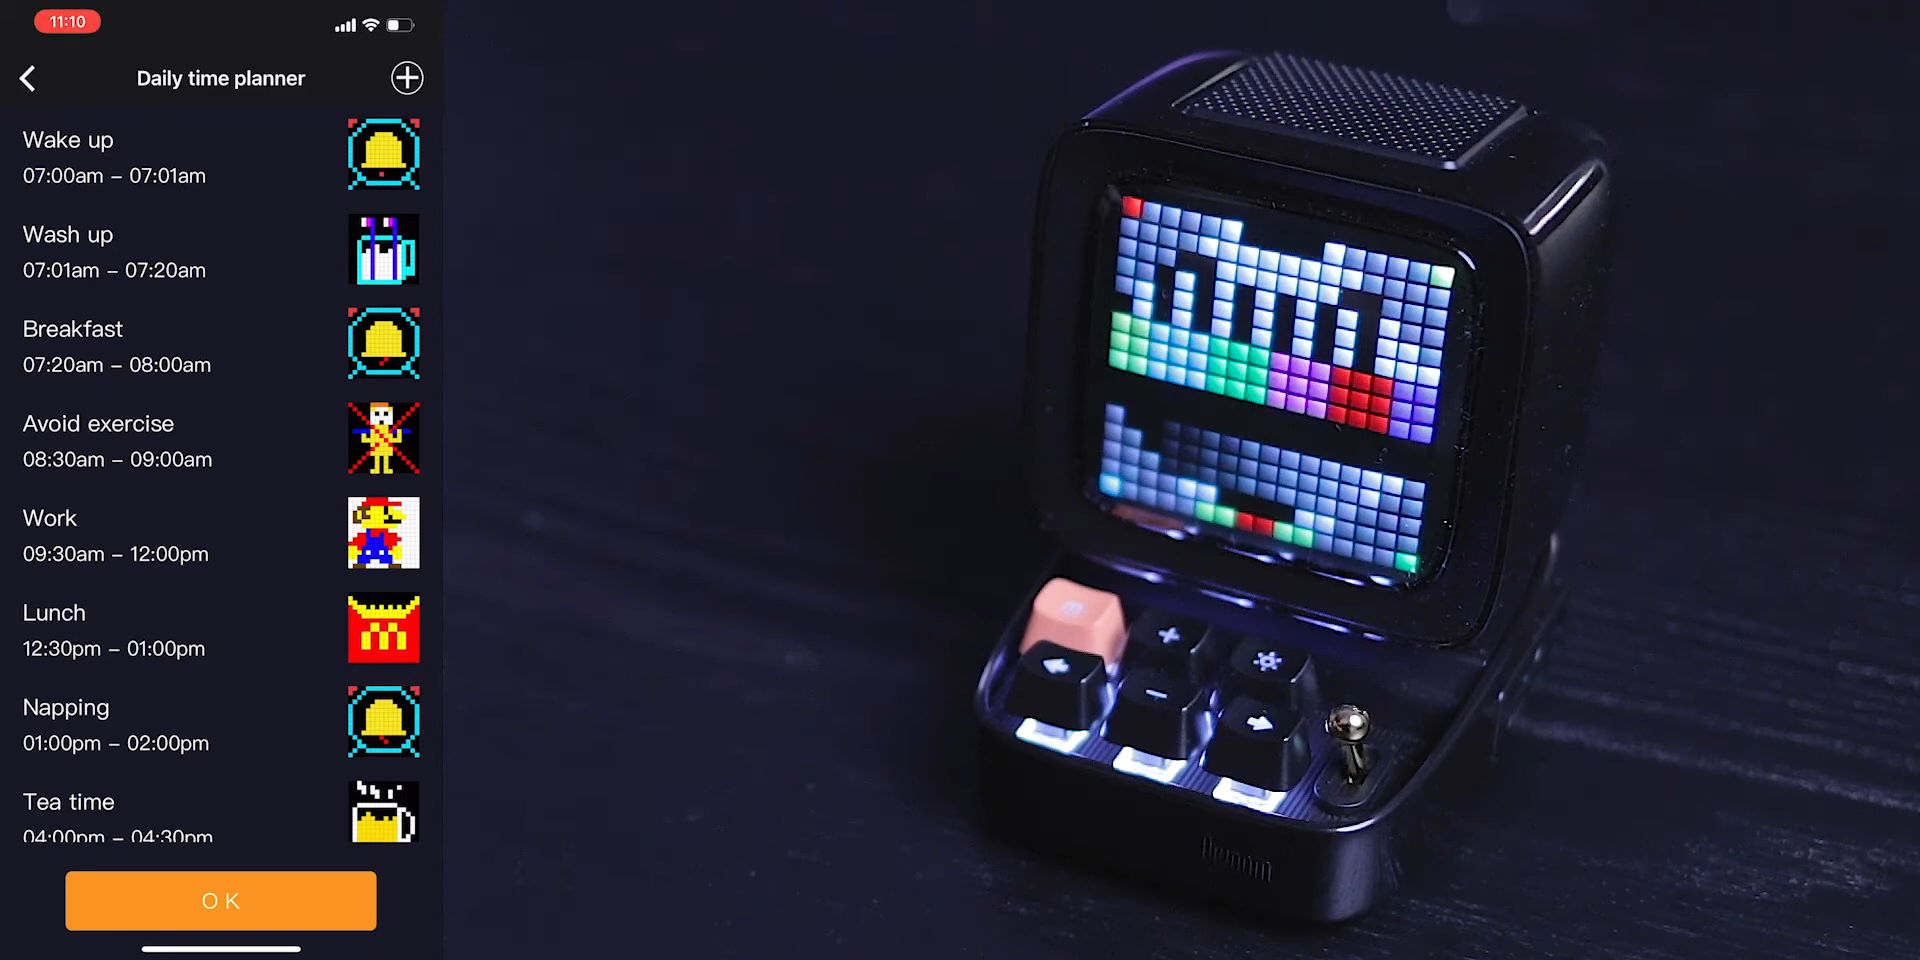 11:10
Daily time planner
Wake up
07:00am – 07:01am
Wash up
07:01am – 07:20am
Breakfast
07:20am – 08:00am
Avoid exercise
08:30am – 09:00am
Work
09:30am – 12:00pm
Lunch
12:30pm – 01:00pm
Napping
01:00pm – 02:00pm
Tea time
04:00pm – 04:30pm
OK